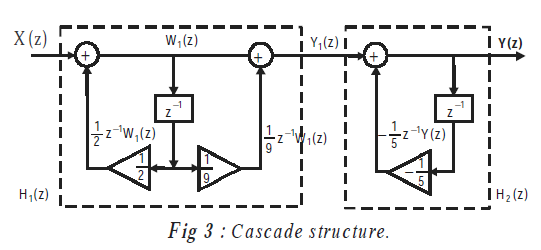 X(z) W₁(z) Y₁(z) Y(z)
+ + +
z⁻¹ z⁻¹
1/2 z⁻¹W₁(z) 1/9 z⁻¹W₁(z) -1/5 z⁻¹Y(z)
1/2 1/9 -1/5
H₁(z) H₂(z)
Fig 3 : Cascade structure.